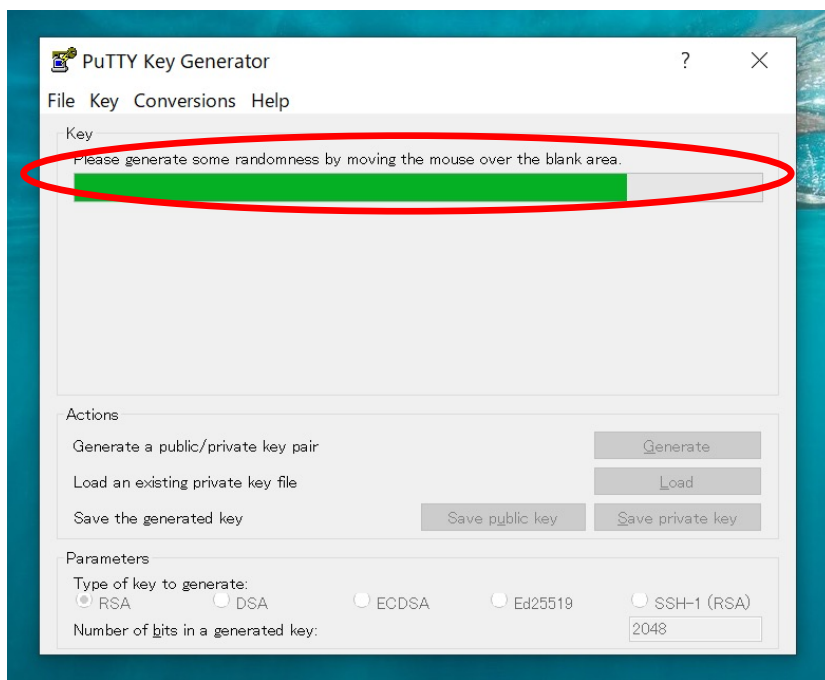 PuTTY Key Generator
?
File Key Conversions Help
Key
Please generate some randomness by moving the mouse over the blank area.
Actions
Generate a public/private key pair
Generate
Load an existing private key file
Load
Save the generated key
Save public key
Save private key
Parameters
Type of key to generate:
RSA DSA ECDSA Ed25519 SSH-1 (RSA)
Number of bits in a generated key:
2048